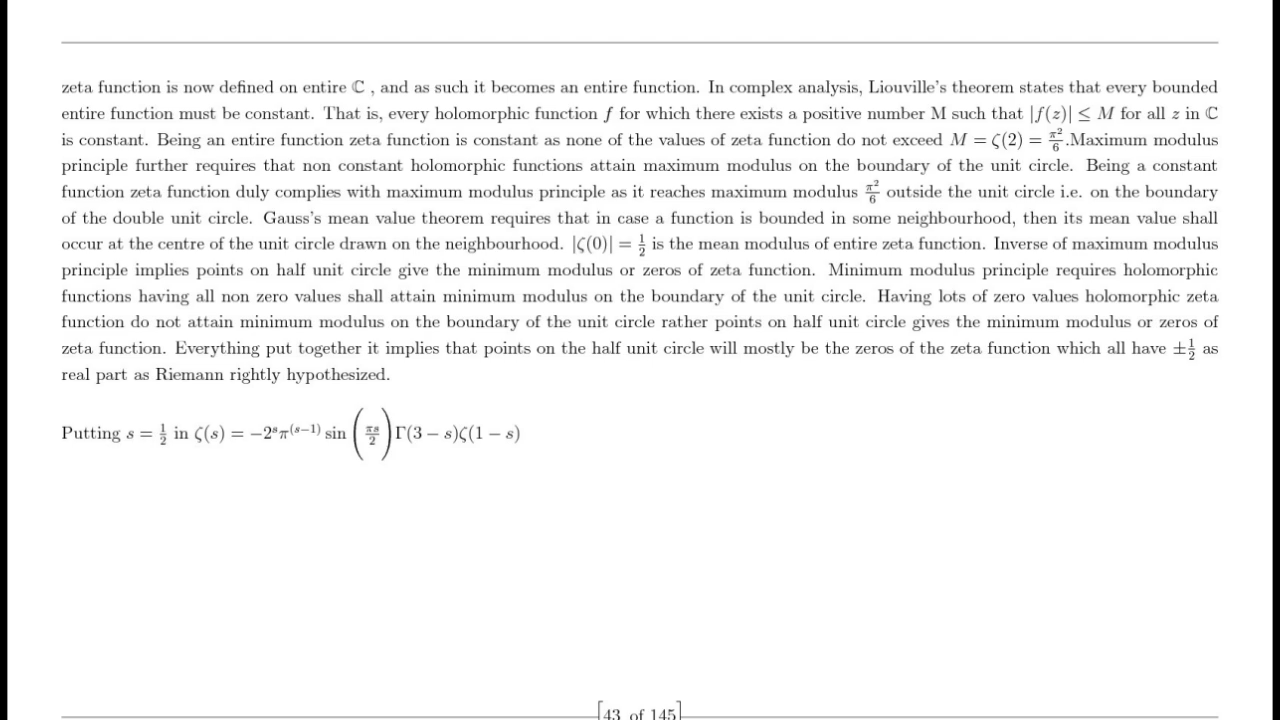 zeta function is now defined on entire ℂ , and as such it becomes an entire function. In complex analysis, Liouville's theorem states that every bounded
entire function must be constant. That is, every holomorphic function f for which there exists a positive number M such that |f(z)| ≤ M for all z in ℂ
is constant. Being an entire function zeta function is constant as none of the values of zeta function do not exceed M = ζ(2) = π²/6.Maximum modulus
principle further requires that non constant holomorphic functions attain maximum modulus on the boundary of the unit circle. Being a constant
function zeta function duly complies with maximum modulus principle as it reaches maximum modulus π²/6 outside the unit circle i.e. on the boundary
of the double unit circle. Gauss's mean value theorem requires that in case a function is bounded in some neighbourhood, then its mean value shall
occur at the centre of the unit circle drawn on the neighbourhood. |ζ(0)| = 1/2 is the mean modulus of entire zeta function. Inverse of maximum modulus
principle implies points on half unit circle give the minimum modulus or zeros of zeta function. Minimum modulus principle requires holomorphic
functions having all non zero values shall attain minimum modulus on the boundary of the unit circle. Having lots of zero values holomorphic zeta
function do not attain minimum modulus on the boundary of the unit circle rather points on half unit circle gives the minimum modulus or zeros of
zeta function. Everything put together it implies that points on the half unit circle will mostly be the zeros of the zeta function which all have ±1/2 as
real part as Riemann rightly hypothesized.
Putting s = 1/2 in ζ(s) = −2^s π^(s−1) sin(πs/2)Γ(3 − s)ζ(1 − s)
[43 of 145]